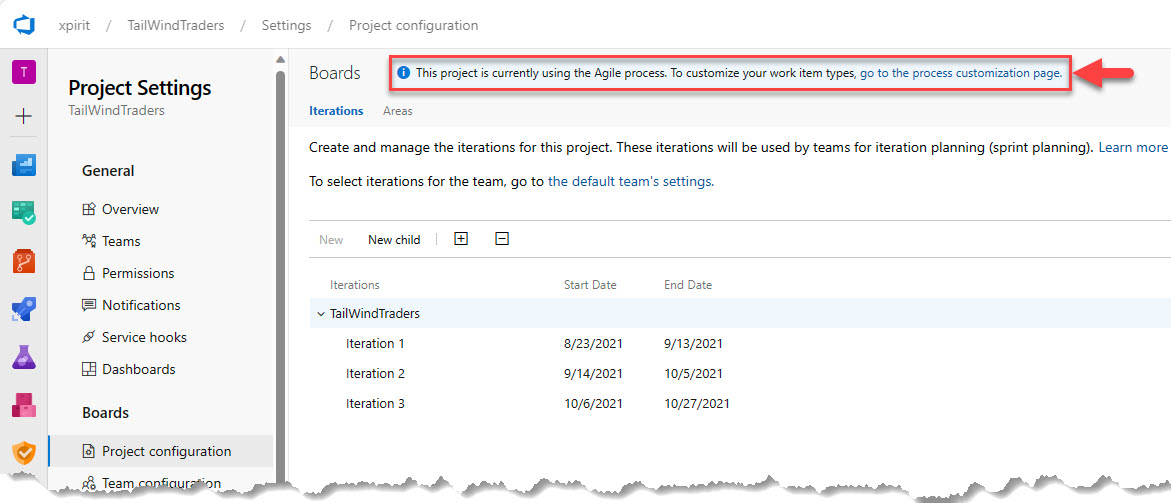 xpirit / TailWindTraders / Settings / Project configuration
T
Project Settings
TailWindTraders
General
Overview
Teams
Permissions
Notifications
Service hooks
Dashboards
Boards
Project configuration
Team configuration
Boards
This project is currently using the Agile process. To customize your work item types, go to the process customization page.
Iterations Areas
Create and manage the iterations for this project. These iterations will be used by teams for iteration planning (sprint planning). Learn more
To select iterations for the team, go to the default team's settings.
New New child
Iterations Start Date End Date
TailWindTraders
Iteration 1 8/23/2021 9/13/2021
Iteration 2 9/14/2021 10/5/2021
Iteration 3 10/6/2021 10/27/2021